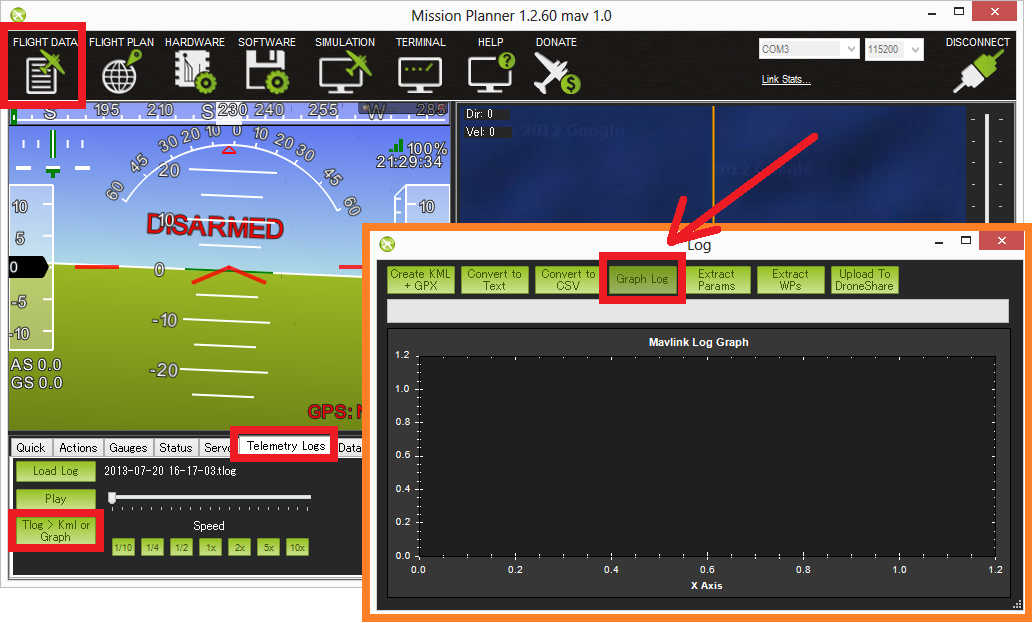 Mission Planner 1.2.60 mav 1.0
FLIGHT DATA FLIGHT PLAN HARDWARE SOFTWARE SIMULATION TERMINAL HELP DONATE
COM3 115200 DISCONNECT
Link Stats...
S 195 210 S 230 240 255 W 285
Dir: 0
Vel: 0
60 45 30 20 10 0 10 20 30 45 60
100%
21:29:34
20
DISARMED
10
0
-10
-20
10
5
0
-5
-10
10
AS 0.0
GS 0.0
GPS:
Quick Actions Gauges Status Servo Telemetry Logs Data
Load Log 2013-07-20 16-17-03.tlog
Play
Speed
Tlog > Kml or
Graph
1/10 1/4 1/2 1x 2x 5x 10x
Log
Create KML
+ GPX
Convert to
Text
Convert to
CSV
Graph Log
Extract
Params
Extract
WPs
Upload To
DroneShare
Mavlink Log Graph
1.2
1.0
0.8
0.6
0.4
0.2
0.0
0.0 0.2 0.4 0.6 0.8 1.0 1.2
X Axis